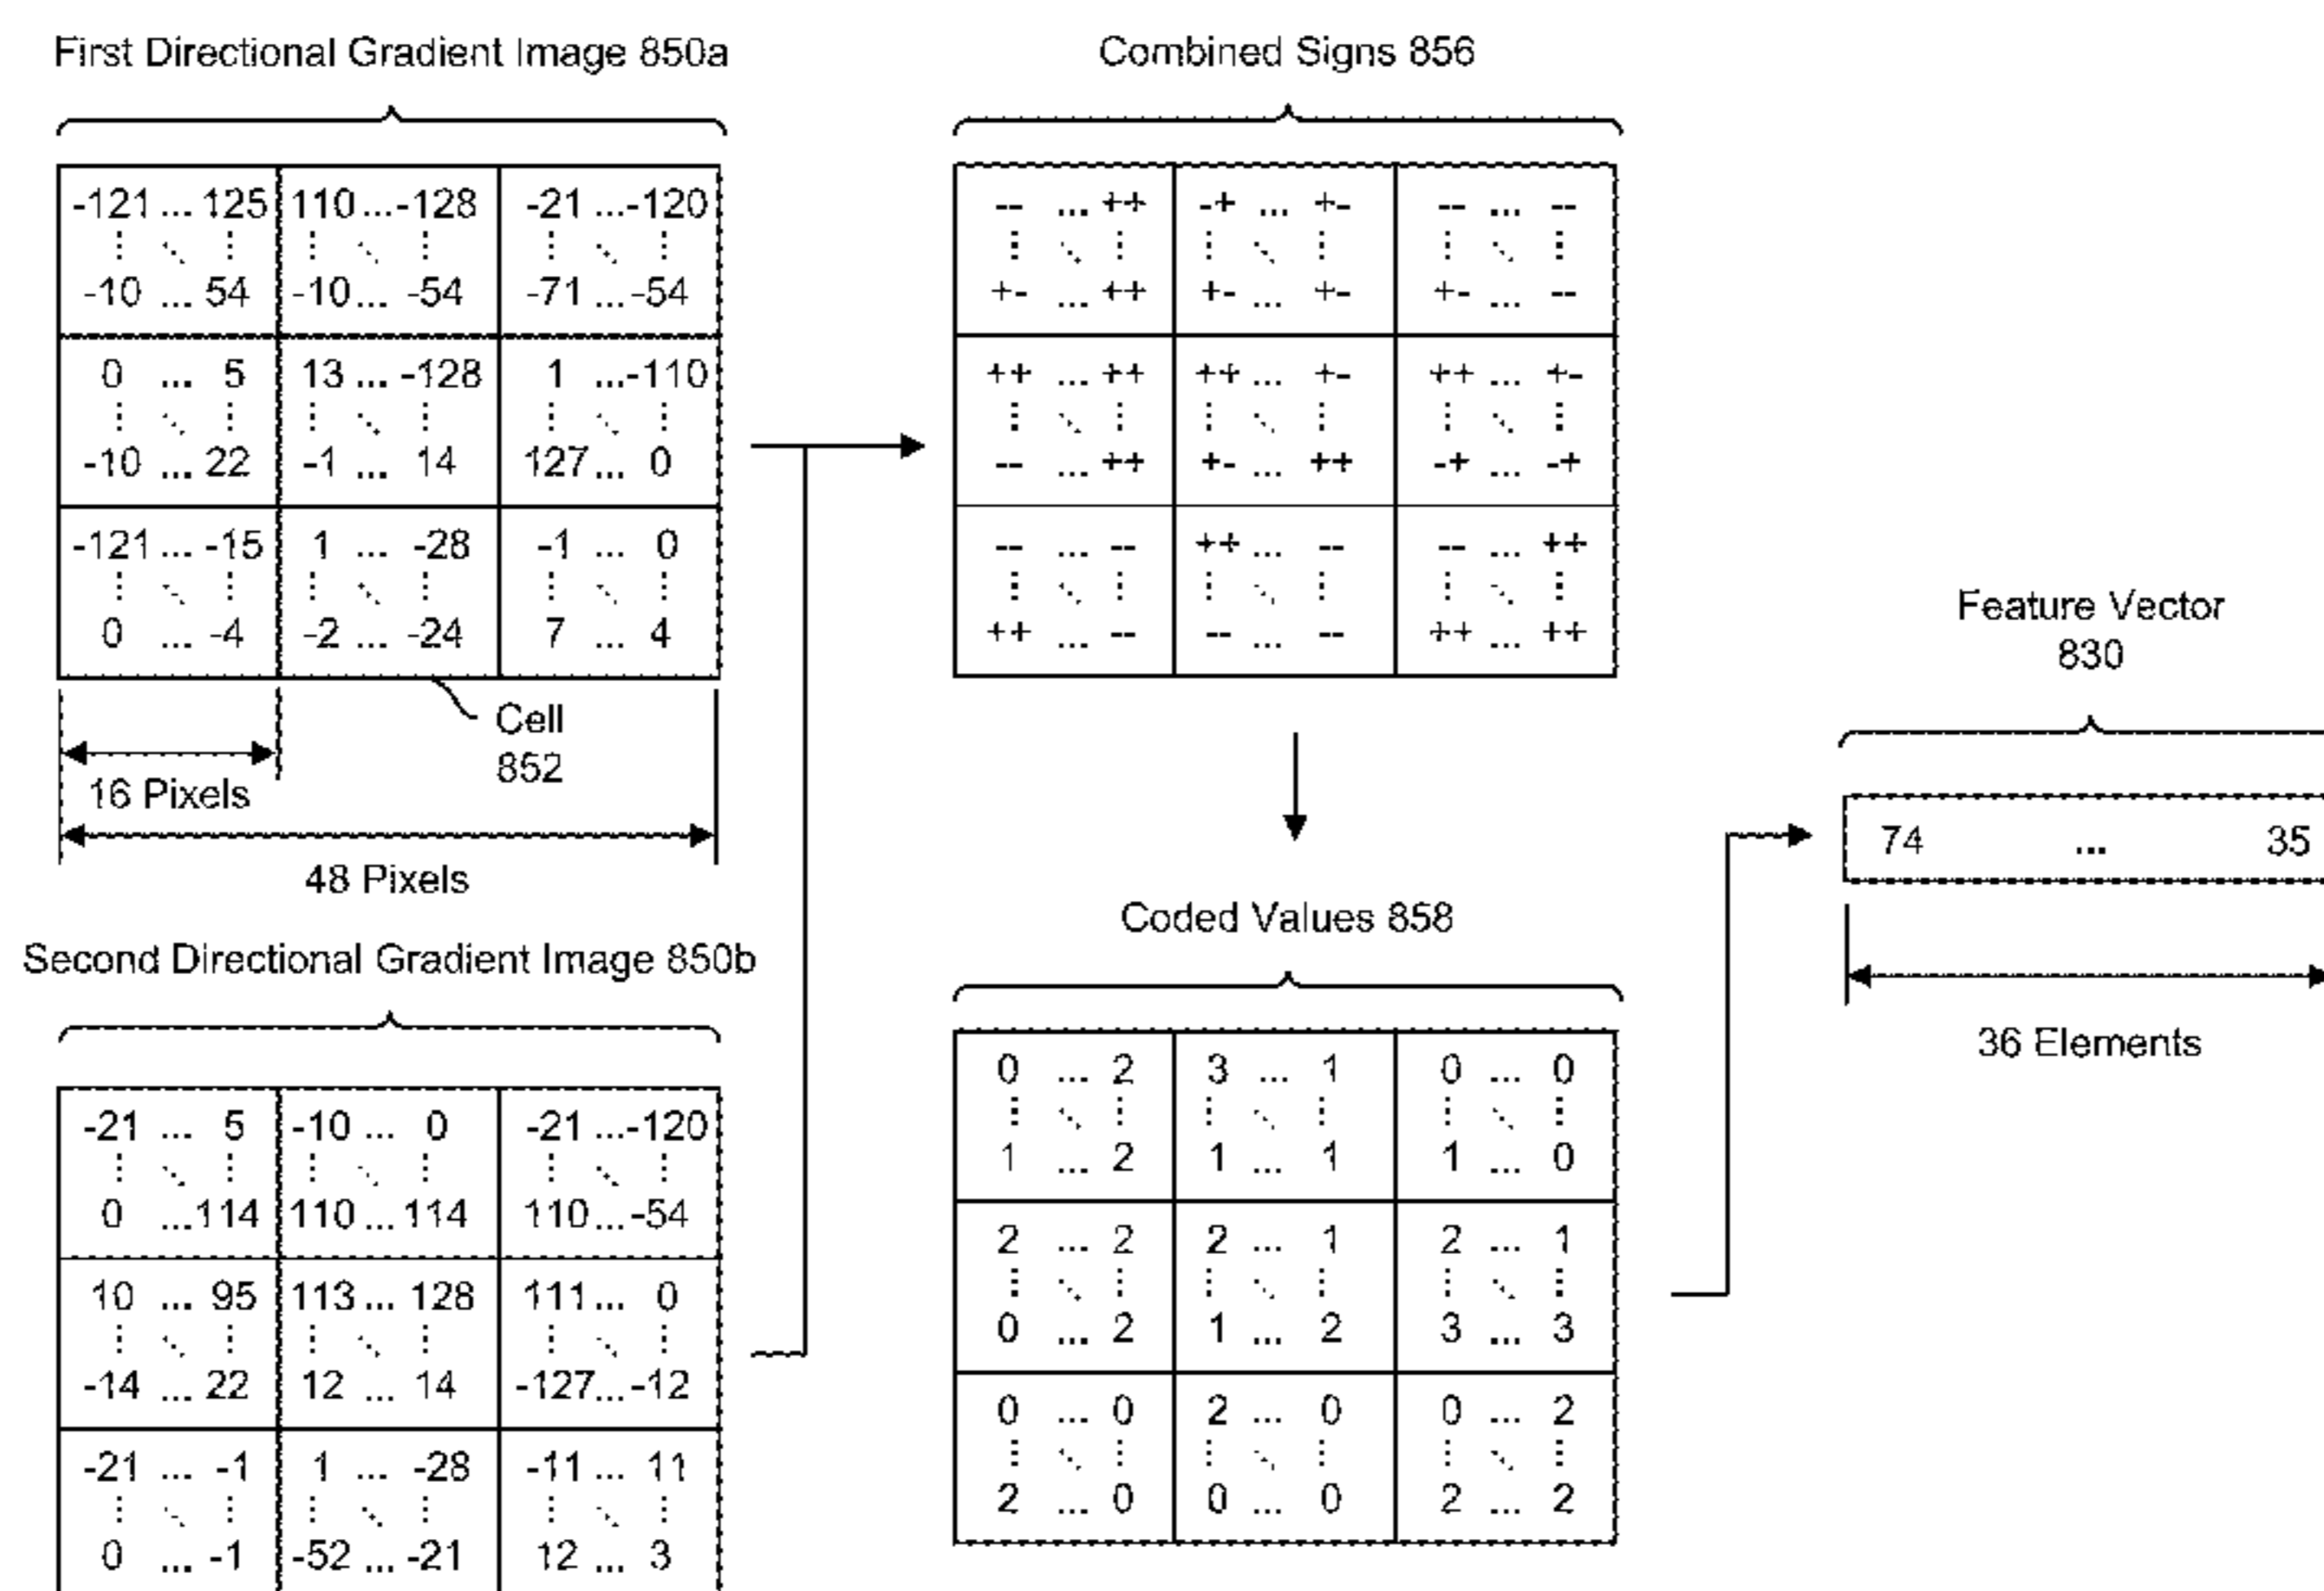 First Directional Gradient Image 850a
-121 ... 125 110 ... -128 -21 ... -120
-10 ... 54 -10 ... -54 -71 ... -54
0 ... 5 13 ... -128 1 ... -110
-10 ... 22 -1 ... 14 127 ... 0
-121 ... -15 1 ... -28 -1 ... 0
0 ... -4 -2 ... -24 7 ... 4
Cell
852
16 Pixels
48 Pixels
Second Directional Gradient Image 850b
-21 ... 5 -10 ... 0 -21 ... -120
0 ... 114 110 ... 114 110 ... -54
10 ... 95 113 ... 128 111 ... 0
-14 ... 22 12 ... 14 -127 ... -12
-21 ... -1 1 ... -28 -11 ... 11
0 ... -1 -52 ... -21 12 ... 3
Combined Signs 856
-- ... ++ -+ ... +- -- ... --
+- ... ++ +- ... +- +- ... --
++ ... ++ ++ ... +- ++ ... +-
-- ... ++ +- ... ++ -+ ... -+
-- ... -- ++ ... -- -- ... ++
++ ... -- -- ... -- ++ ... ++
Coded Values 858
0 ... 2 3 ... 1 0 ... 0
1 ... 2 1 ... 1 1 ... 0
2 ... 2 2 ... 1 2 ... 1
0 ... 2 1 ... 2 3 ... 3
0 ... 0 2 ... 0 0 ... 2
2 ... 0 0 ... 0 2 ... 2
Feature Vector
830
74 ... 35
36 Elements